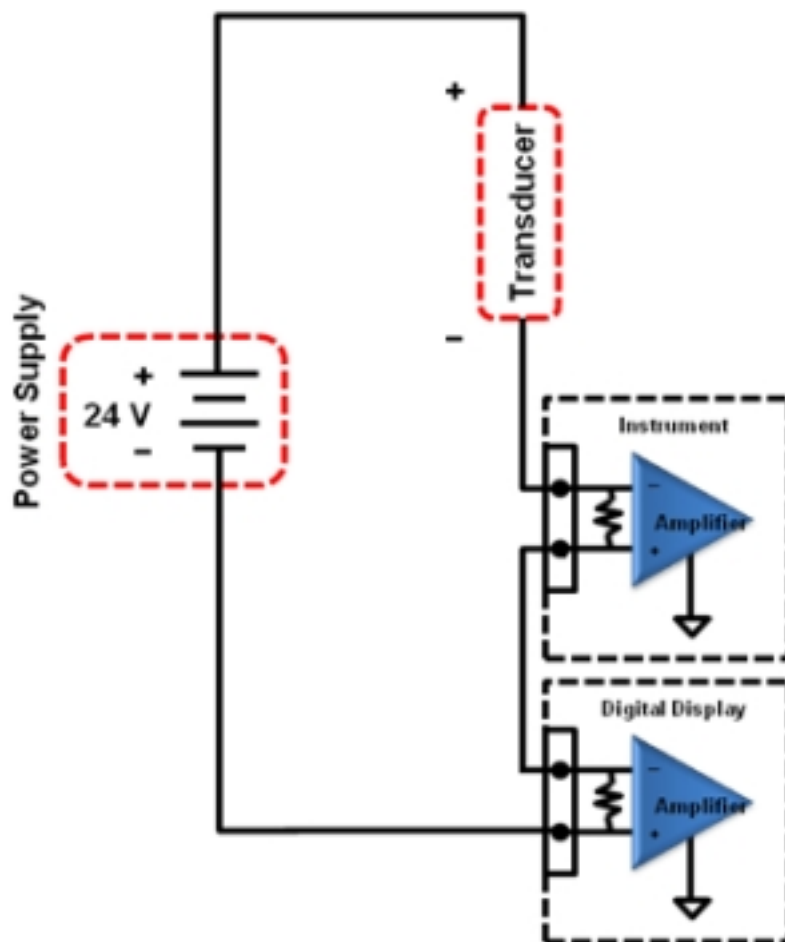 +
Transducer
−
Power Supply
+
24 V
−
Instrument
−
Amplifier
+
Digital Display
−
Amplifier
+